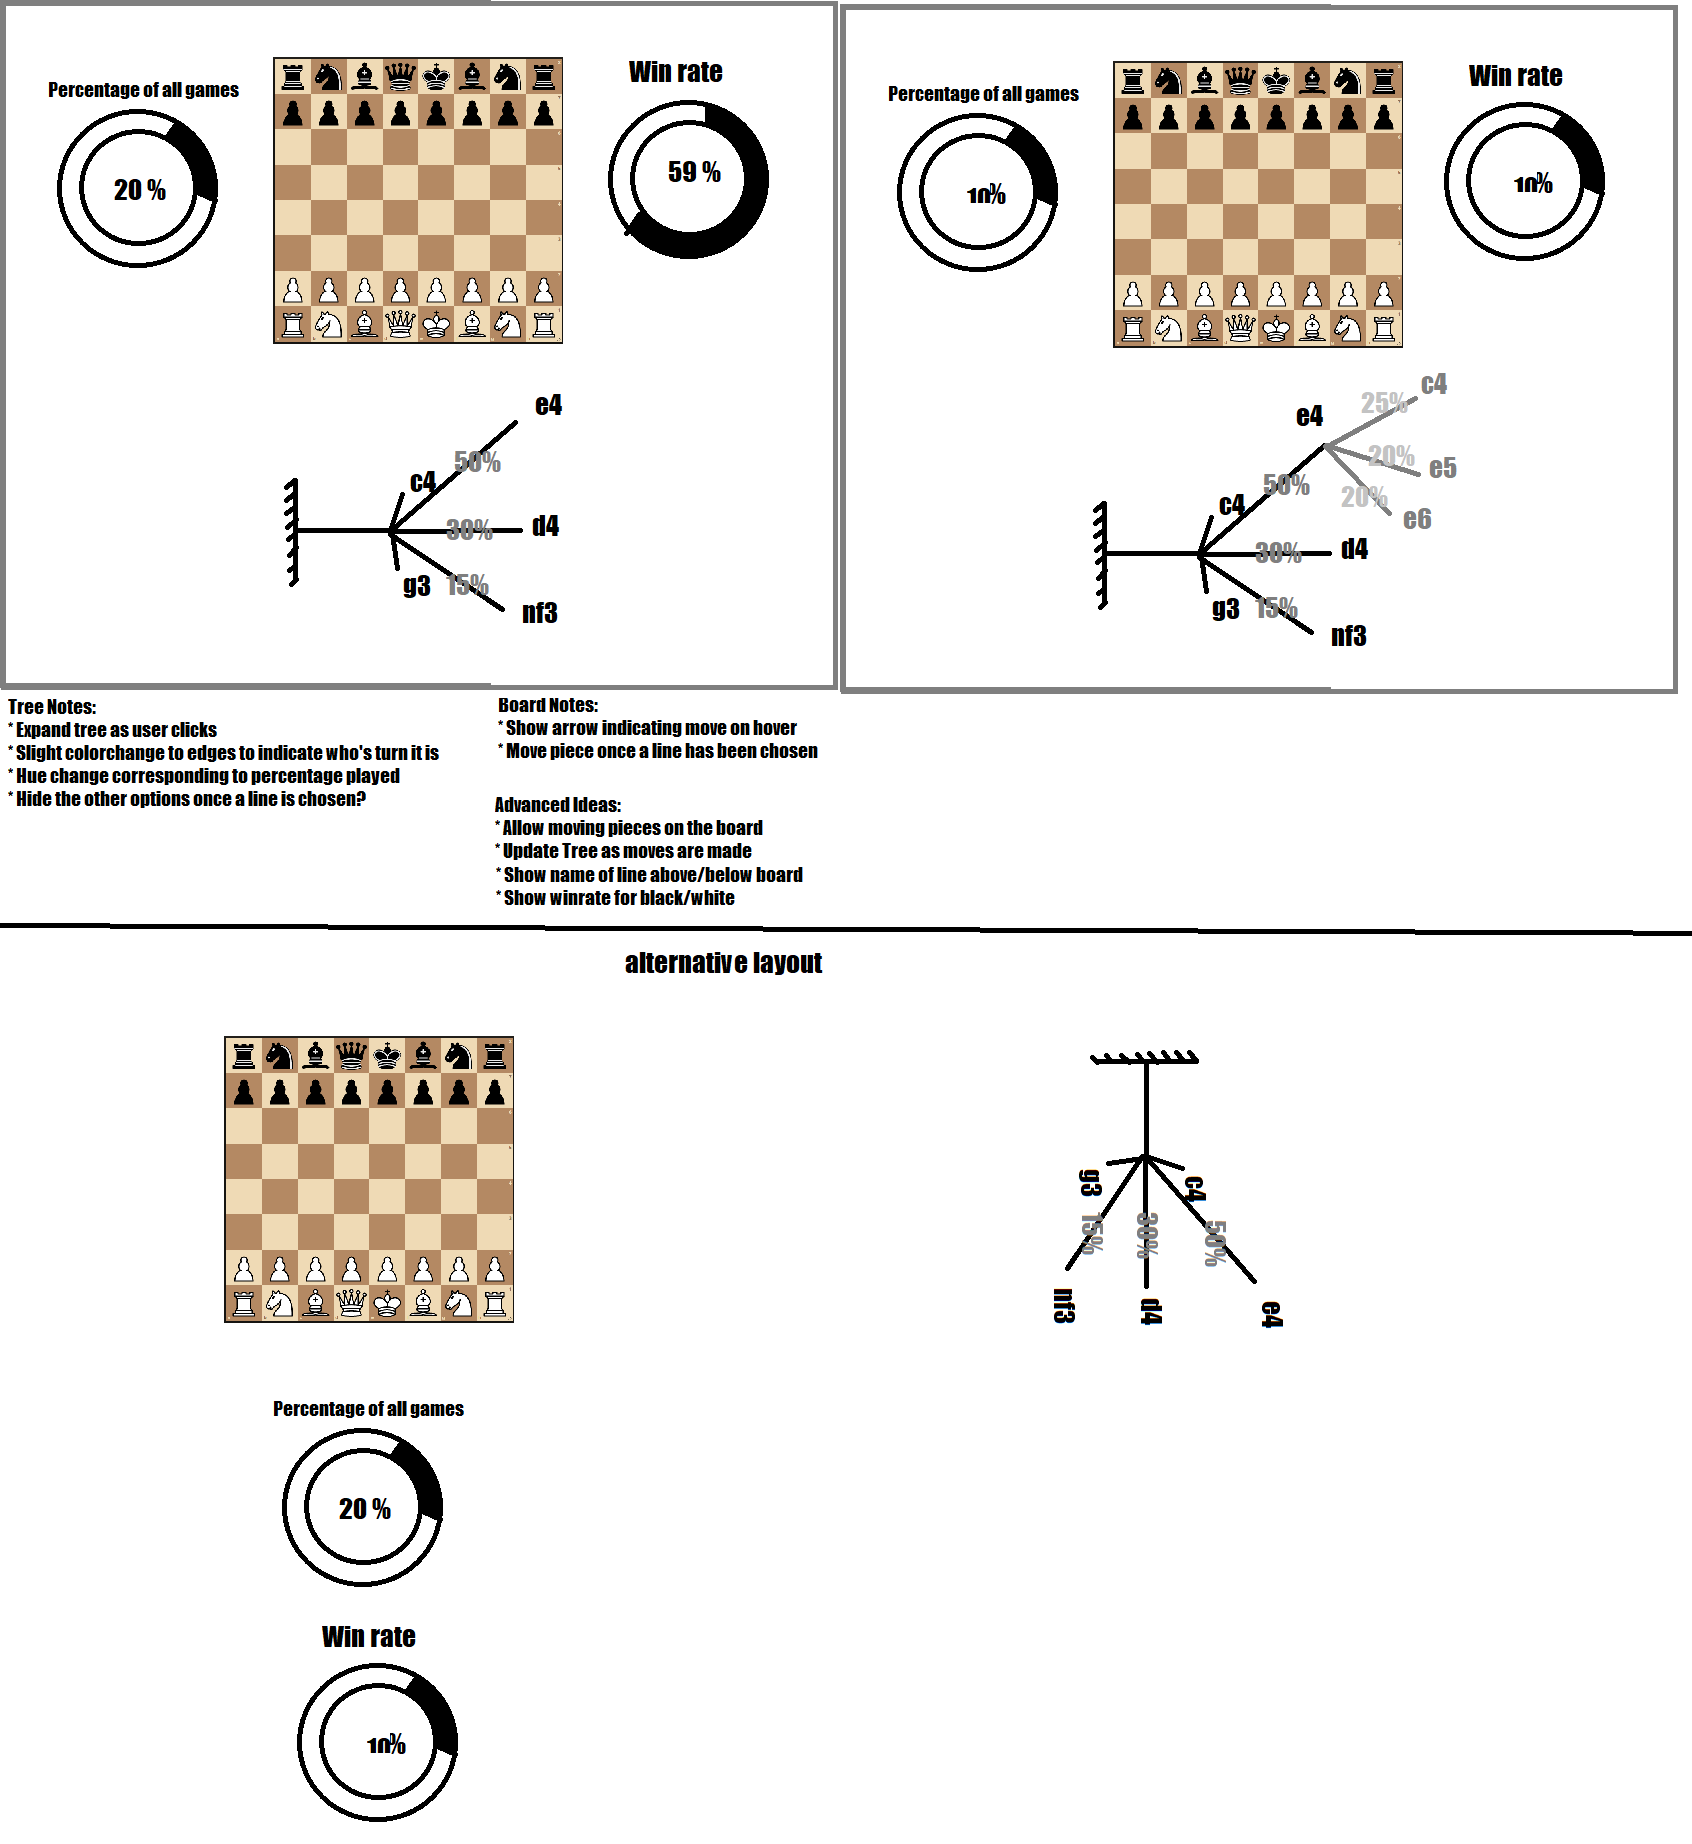 Percentage of all games
20 %
Win rate
59 %
e4
50%
c4
d4
30%
g3
15%
nf3
Percentage of all games
10%
Win rate
10%
c4
25%
e4
20%
e5
50%
20%
e6
c4
30%
d4
g3
15%
nf3
Tree Notes:
* Expand tree as user clicks
* Slight colorchange to edges to indicate who's turn it is
* Hue change corresponding to percentage played
* Hide the other options once a line is chosen?
Board Notes:
* Show arrow indicating move on hover
* Move piece once a line has been chosen
Advanced Ideas:
* Allow moving pieces on the board
* Update Tree as moves are made
* Show name of line above/below board
* Show winrate for black/white
alternative layout
g3
c4
15%
30%
50%
nf3
d4
e4
Percentage of all games
20 %
Win rate
10%